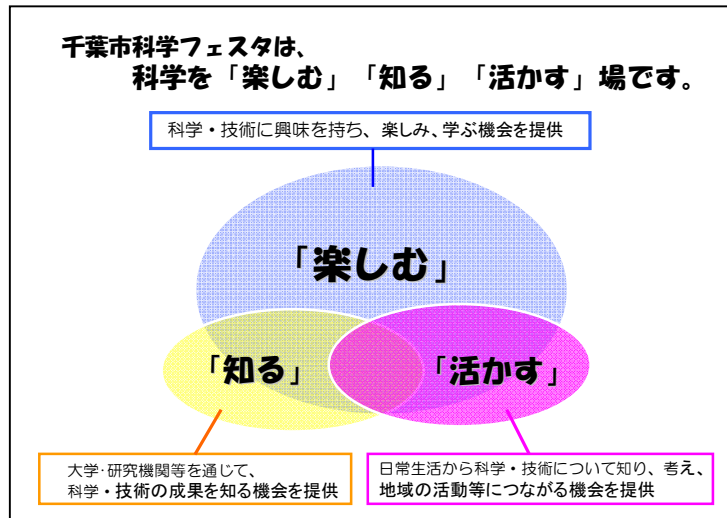 千葉市科学フェスタは、
科学を「楽しむ」「知る」「活かす」場です。
科学・技術に興味を持ち、楽しみ、学ぶ機会を提供
「楽しむ」
「知る」
「活かす」
大学・研究機関等を通じて、
科学・技術の成果を知る機会を提供
日常生活から科学・技術について知り、考え、
地域の活動等につながる機会を提供